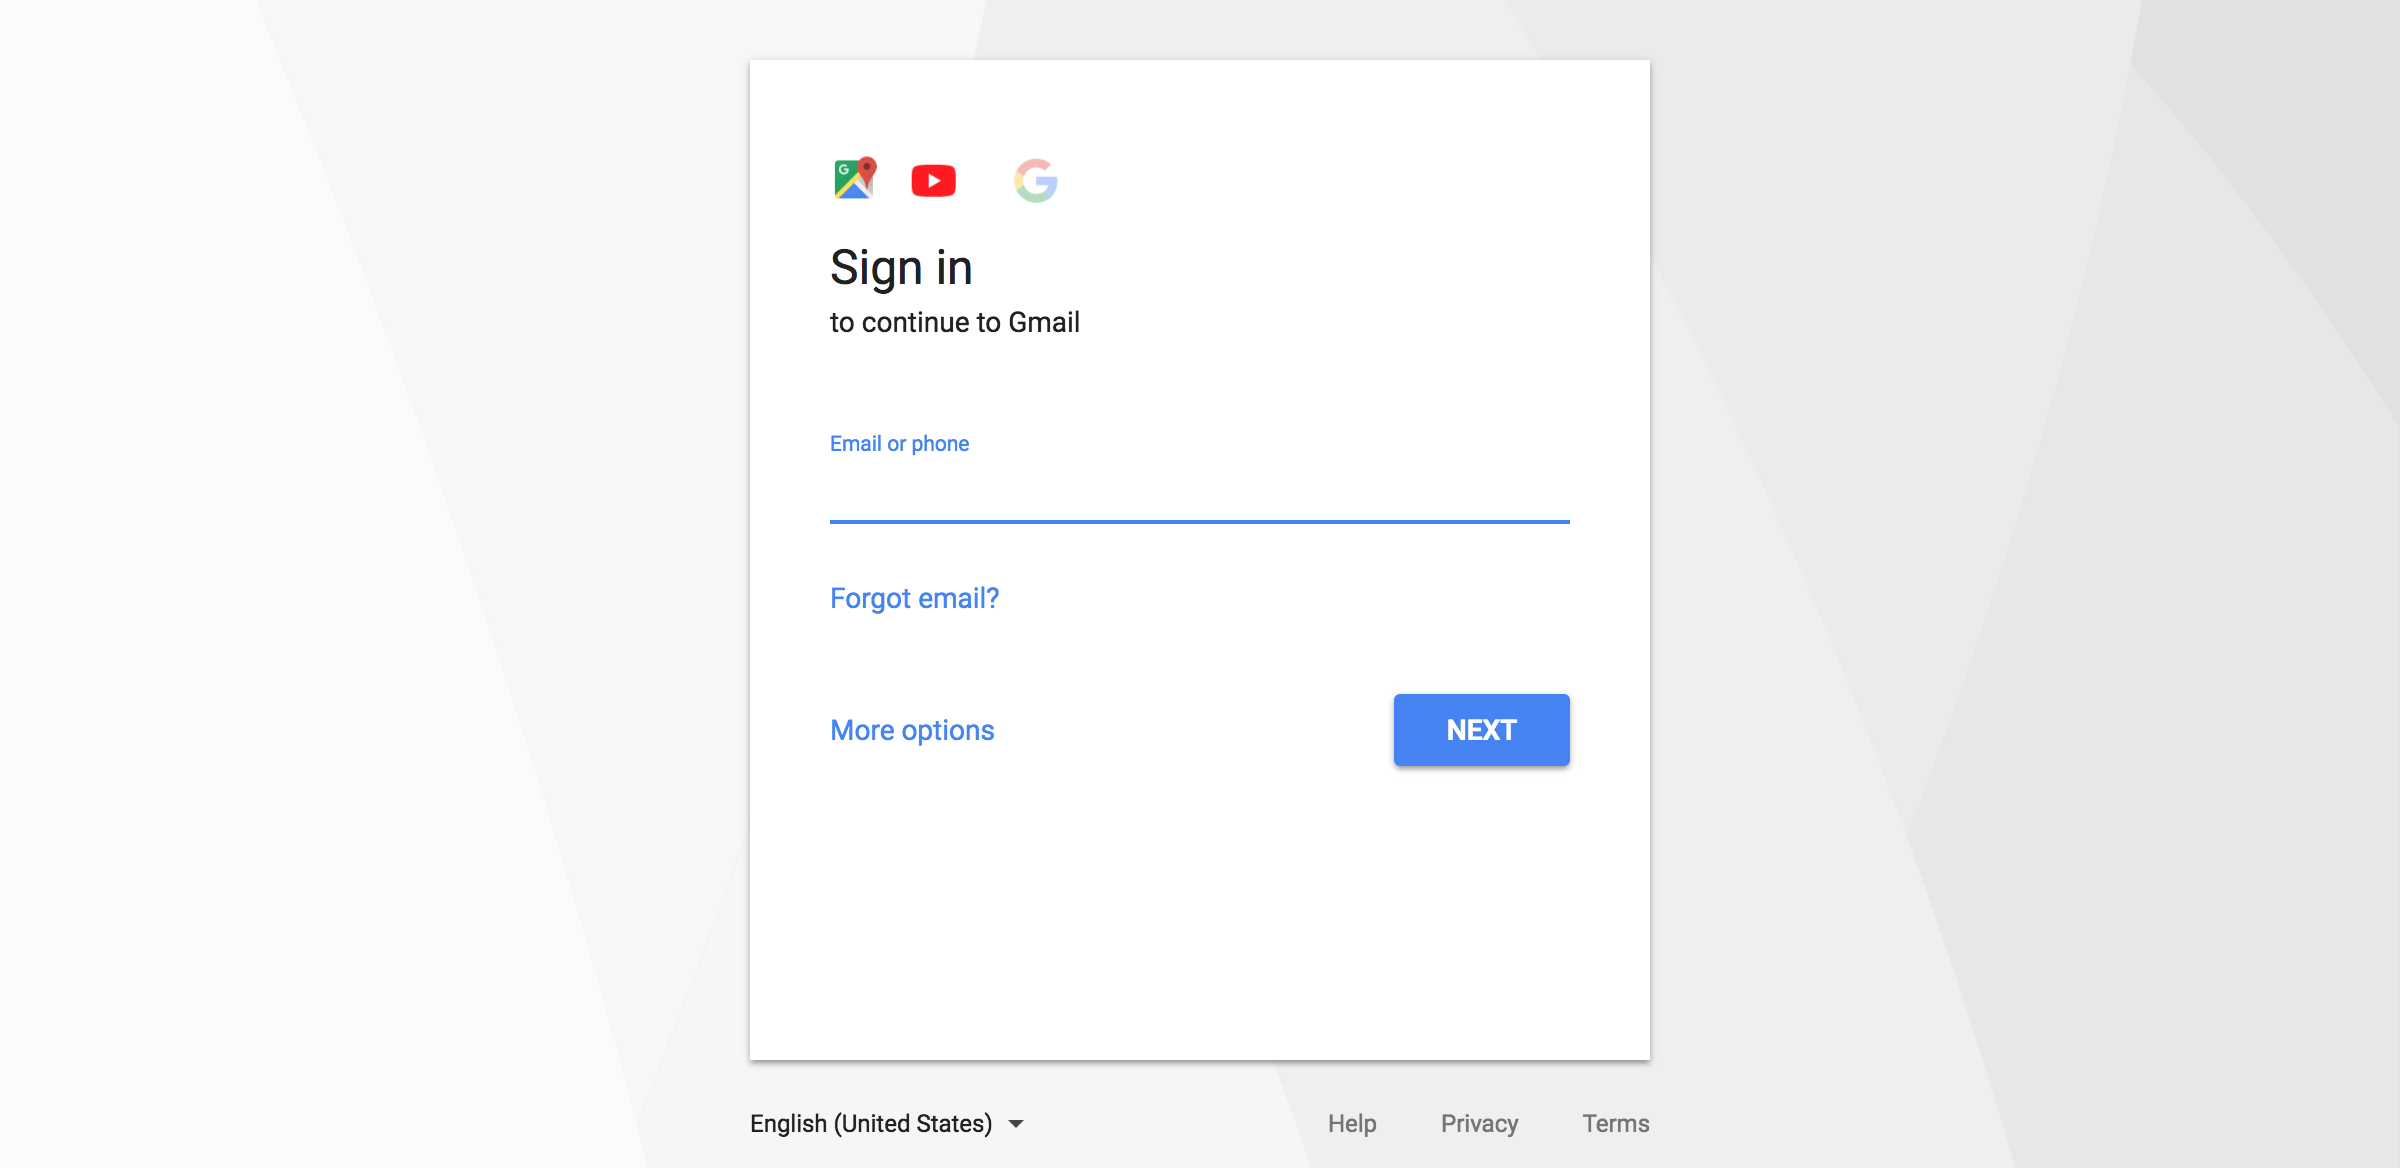 Sign in
to continue to Gmail
Email or phone
Forgot email?
More options
NEXT
English (United States)
Help Privacy Terms